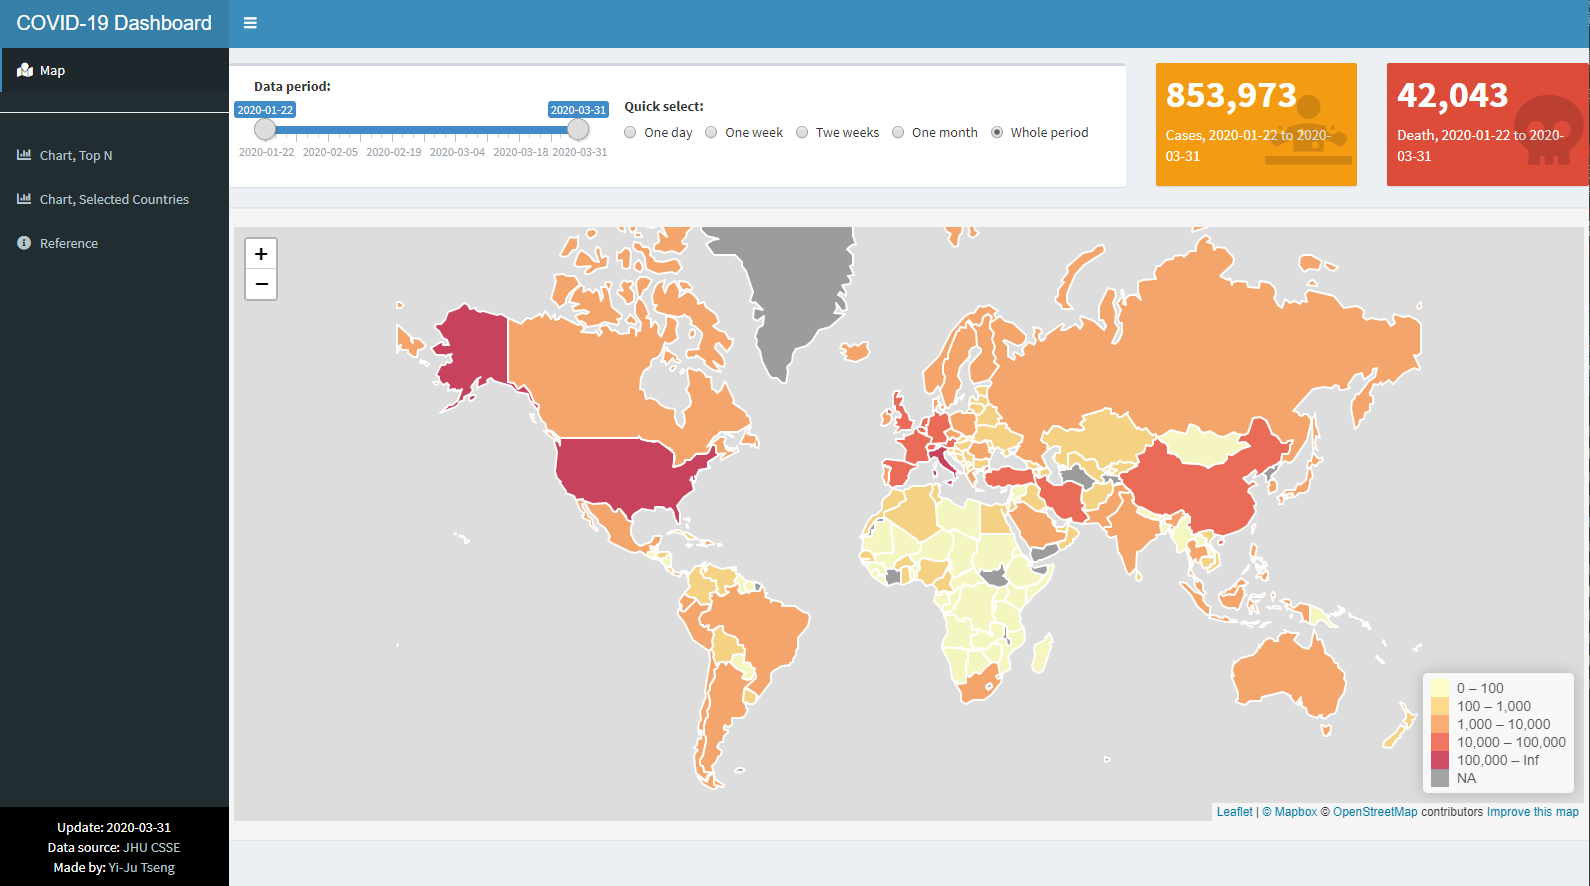 COVID-19 Dashboard
Map
Chart, Top N
Chart, Selected Countries
Reference
Update: 2020-03-31
Data source: JHU CSSE
Made by: Yi-Ju Tseng
Data period:
2020-01-22 2020-03-31
2020-01-22 2020-02-05 2020-02-19 2020-03-04 2020-03-18 2020-03-31
Quick select:
One day One week Twe weeks One month Whole period
853,973
Cases, 2020-01-22 to 2020-
03-31
42,043
Death, 2020-01-22 to 2020-
03-31
+
−
0 – 100
100 – 1,000
1,000 – 10,000
10,000 – 100,000
100,000 – Inf
NA
Leaflet | © Mapbox © OpenStreetMap contributors Improve this map